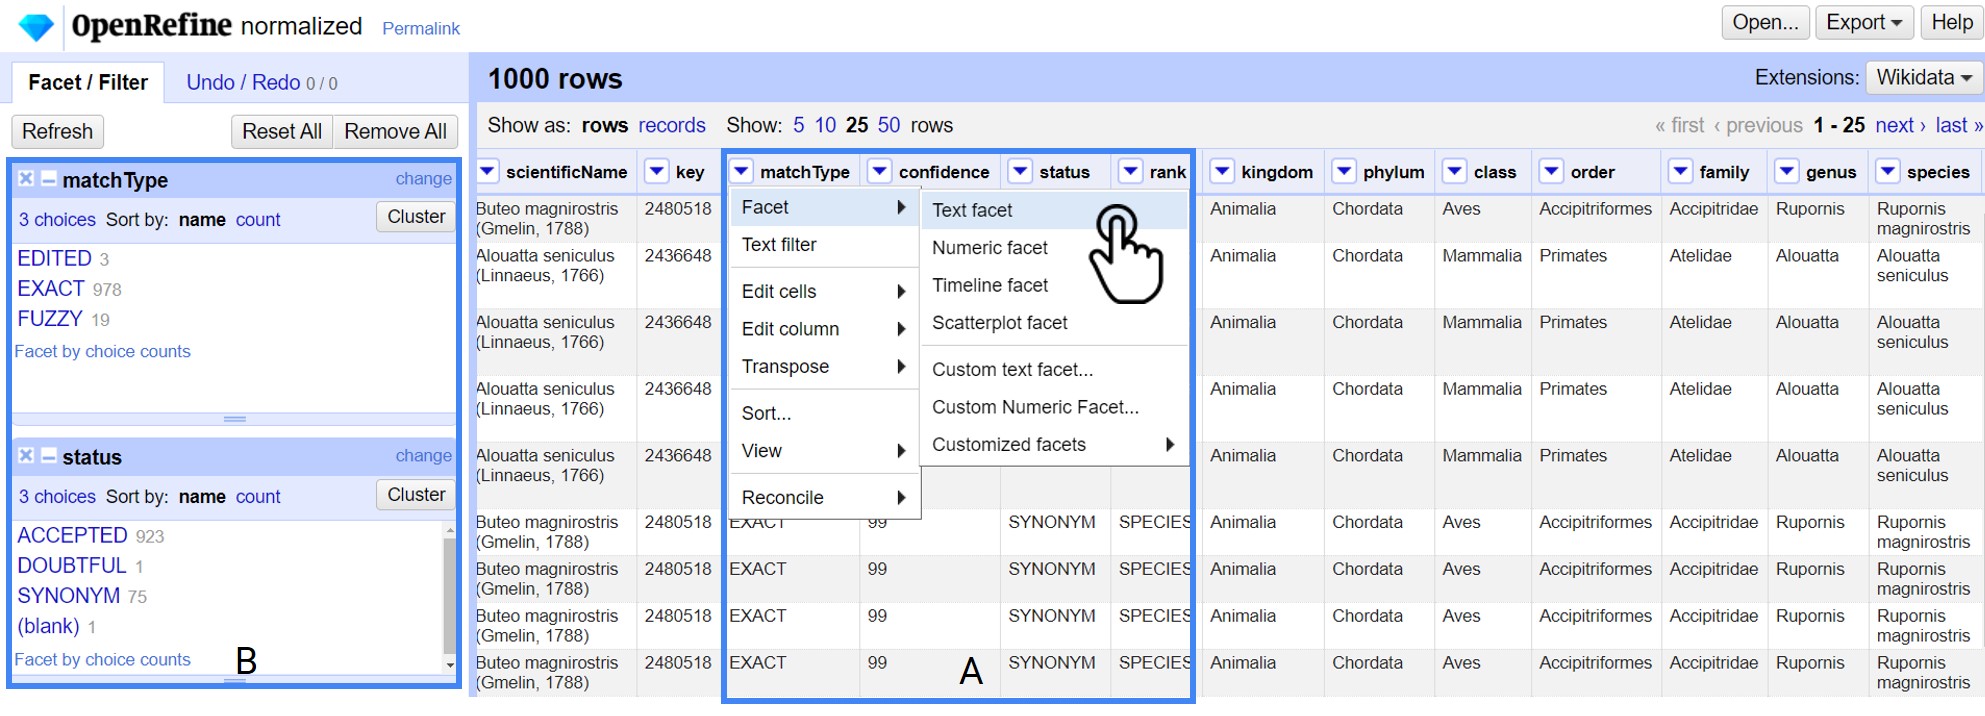 OpenRefine normalized Permalink Open... Export Help
Facet / Filter Undo / Redo 0 / 0
Refresh Reset All Remove All
matchType change
3 choices Sort by: name count Cluster
EDITED 3
EXACT 978
FUZZY 19
Facet by choice counts
status change
3 choices Sort by: name count Cluster
ACCEPTED 923
DOUBTFUL 1
SYNONYM 75
(blank) 1
Facet by choice counts
B
1000 rows Extensions: Wikidata
Show as: rows records Show: 5 10 25 50 rows « first ‹ previous 1 - 25 next › last »
scientificName key matchType confidence status rank kingdom phylum class order family genus species
Facet
Text filter
Edit cells
Edit column
Transpose
Sort...
View
Reconcile
Text facet
Numeric facet
Timeline facet
Scatterplot facet
Custom text facet...
Custom Numeric Facet...
Customized facets
Buteo magnirostris 2480518 Animalia Chordata Aves Accipitriformes Accipitridae Rupornis Rupornis
(Gmelin, 1788) magnirostris
Alouatta seniculus 2436648 Animalia Chordata Mammalia Primates Atelidae Alouatta Alouatta
(Linnaeus, 1766) seniculus
Alouatta seniculus 2436648 Animalia Chordata Mammalia Primates Atelidae Alouatta Alouatta
(Linnaeus, 1766) seniculus
Alouatta seniculus 2436648 Animalia Chordata Mammalia Primates Atelidae Alouatta Alouatta
(Linnaeus, 1766) seniculus
Alouatta seniculus 2436648 Animalia Chordata Mammalia Primates Atelidae Alouatta Alouatta
(Linnaeus, 1766) seniculus
Buteo magnirostris 2480518 EXACT 99 SYNONYM SPECIES Animalia Chordata Aves Accipitriformes Accipitridae Rupornis Rupornis
(Gmelin, 1788) magnirostris
Buteo magnirostris 2480518 EXACT 99 SYNONYM SPECIES Animalia Chordata Aves Accipitriformes Accipitridae Rupornis Rupornis
(Gmelin, 1788) magnirostris
Buteo magnirostris 2480518 EXACT 99 SYNONYM SPECIES Animalia Chordata Aves Accipitriformes Accipitridae Rupornis Rupornis
(Gmelin, 1788) magnirostris
Buteo magnirostris 2480518 EXACT 99 SYNONYM SPECIES Animalia Chordata Aves Accipitriformes Accipitridae Rupornis Rupornis
(Gmelin, 1788) magnirostris
A